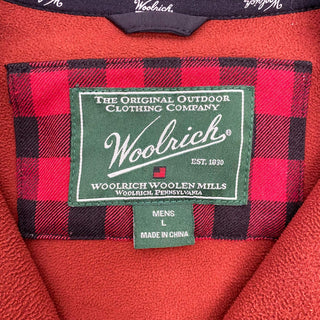 Woolrich
THE ORIGINAL OUTDOOR
CLOTHING COMPANY
Woolrich®
EST. 1830
WOOLRICH WOOLEN MILLS
WOOLRICH, PENNSYLVANIA
MENS
L
MADE IN CHINA